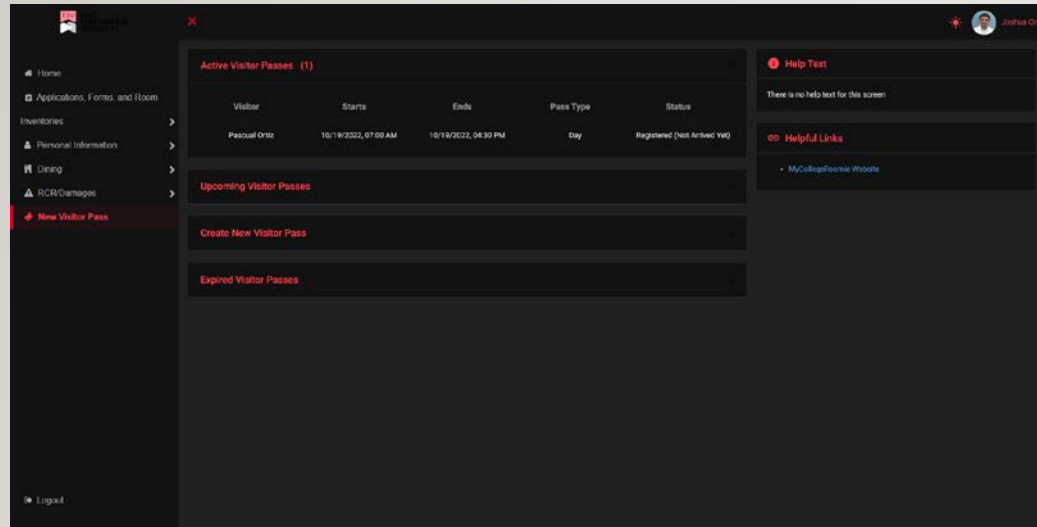 Joshua Or
Home
Applications, Forms, and Room
Inventories
Personal Information
Dining
RCR/Damages
New Visitor Pass
Logout
Active Visitor Passes (1)
Visitor Starts Ends Pass Type Status
Pascual Ortiz 10/19/2022, 07:00 AM 10/19/2022, 04:30 PM Day Registered (Not Arrived Yet)
Upcoming Visitor Passes
Create New Visitor Pass
Expired Visitor Passes
Help Text
There is no help text for this screen
Helpful Links
MyCollegeRoomie Website